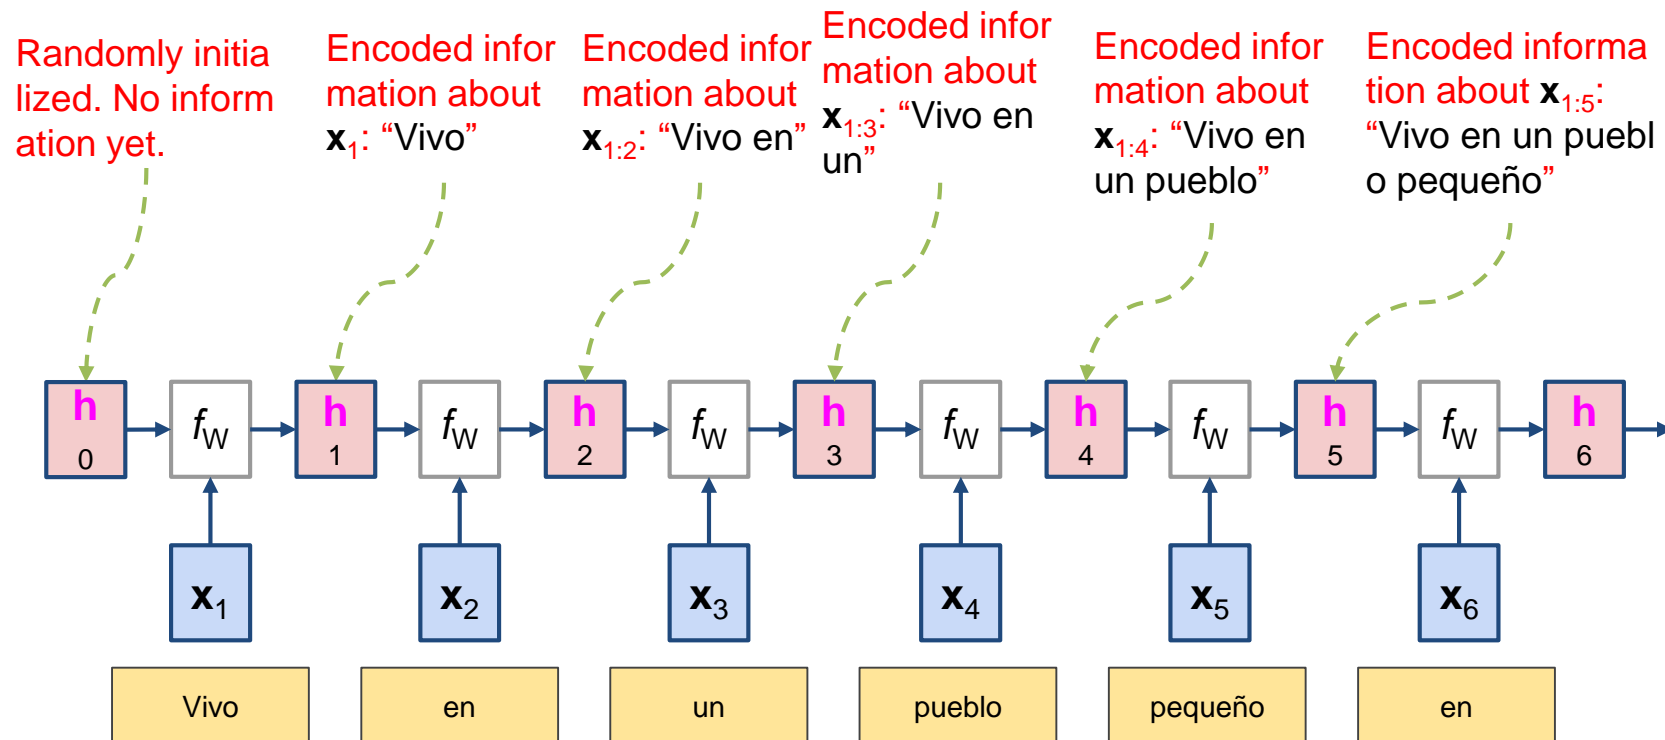 Randomly initia
lized. No inform
ation yet.
Encoded infor
mation about
x1: “Vivo”
Encoded infor
mation about
x1:2: “Vivo en”
Encoded infor
mation about
x1:3: “Vivo en
un”
Encoded infor
mation about
x1:4: “Vivo en
un pueblo”
Encoded informa
tion about x1:5:
“Vivo en un puebl
o pequeño”
h
0
fW
h
1
fW
h
2
fW
h
3
fW
h
4
fW
h
5
fW
h
6
x1
x2
x3
x4
x5
x6
Vivo
en
un
pueblo
pequeño
en